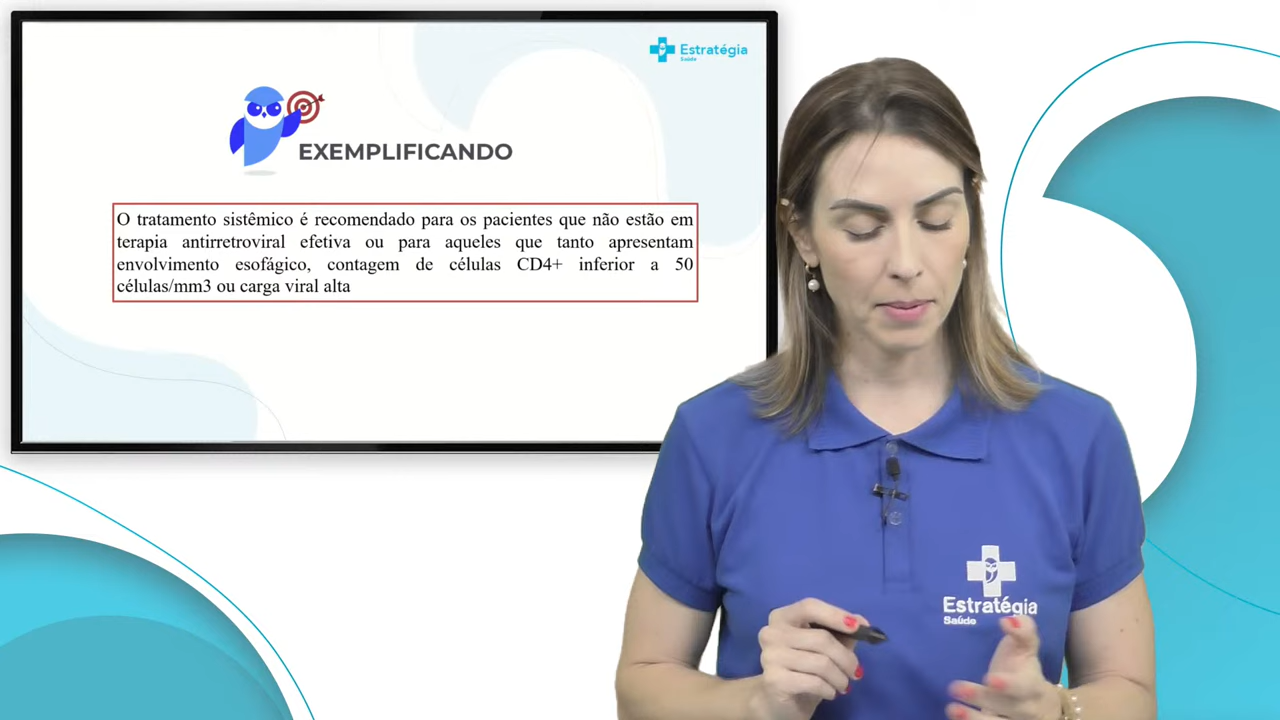 Estratégia
Saúde
EXEMPLIFICANDO
O tratamento sistêmico é recomendado para os pacientes que não estão em
terapia antirretroviral efetiva ou para aqueles que tanto apresentam
envolvimento esofágico, contagem de células CD4+ inferior a 50
células/mm3 ou carga viral alta
Estratégia
Saúde